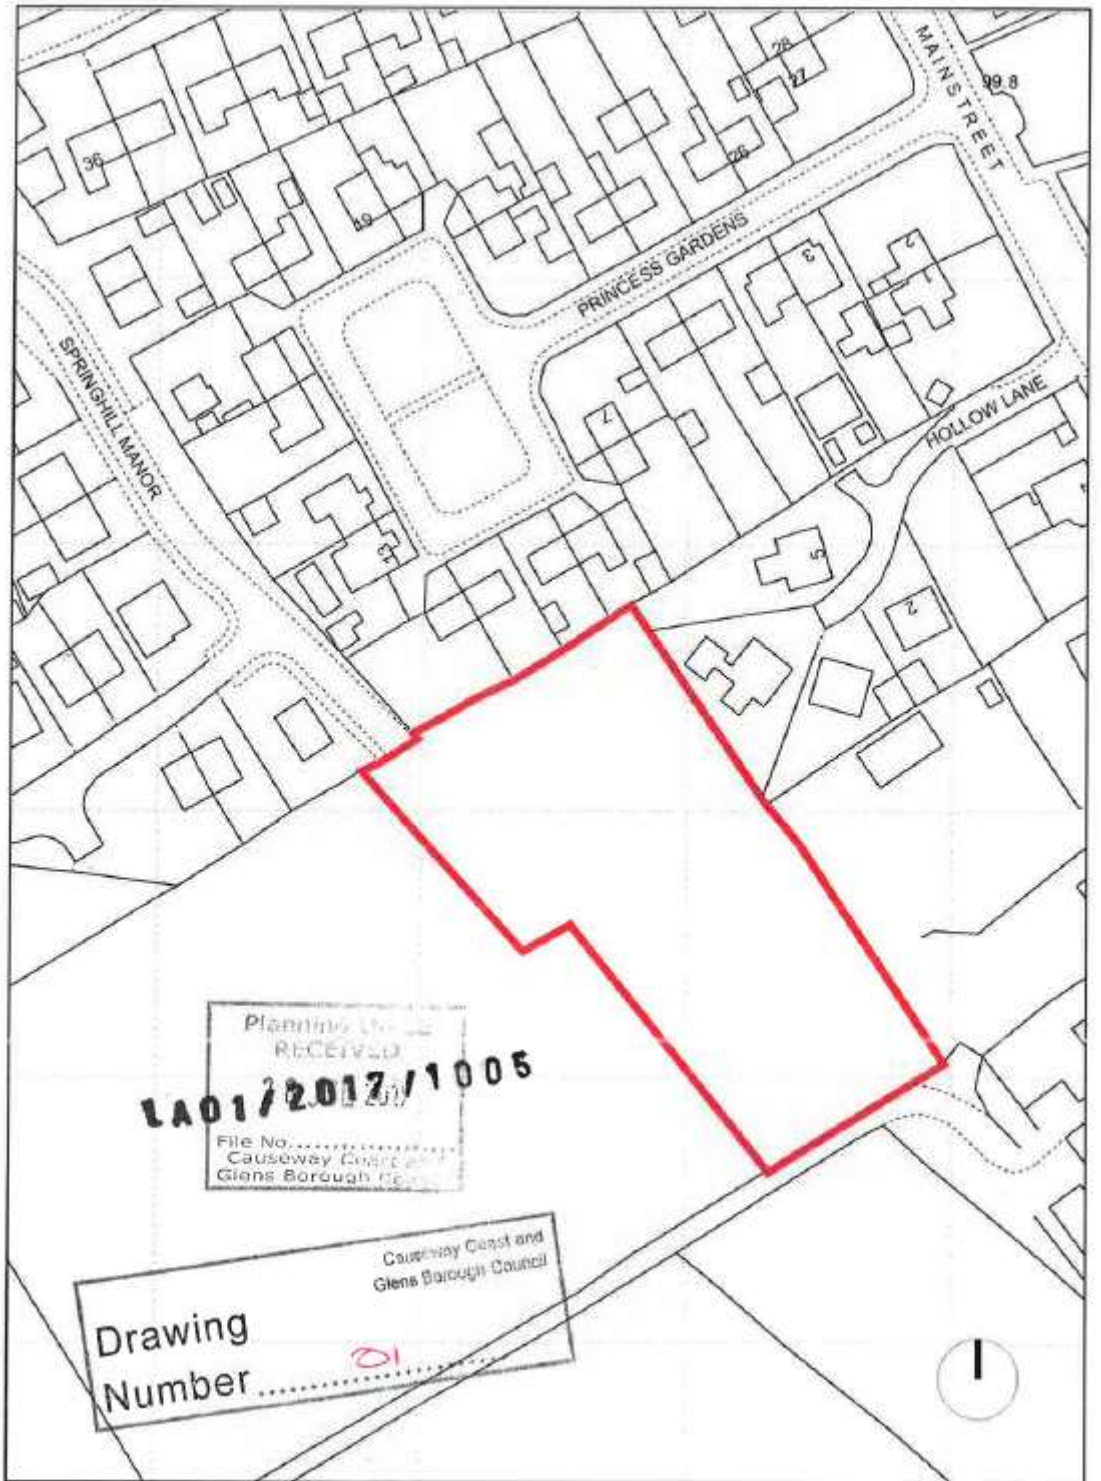 MAIN STREET
99.8
28
27
26
36
19
PRINCESS GARDENS
3
2
1
SPRINGHILL MANOR
HOLLOW LANE
7
13
5
2
Planning
RECEIVED
LA01/2017/1005
File No.
Causeway Coast and
Glens Borough
Causeway Coast and
Glens Borough Council
Drawing
Number 01